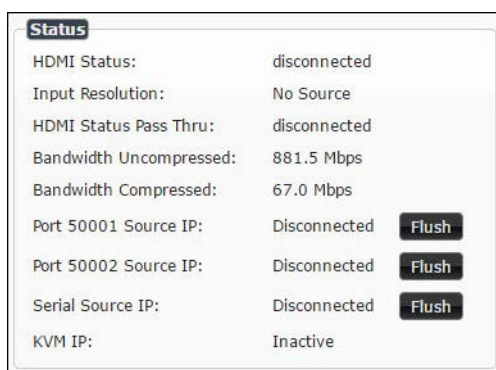 Status
HDMI Status: disconnected
Input Resolution: No Source
HDMI Status Pass Thru: disconnected
Bandwidth Uncompressed: 881.5 Mbps
Bandwidth Compressed: 67.0 Mbps
Port 50001 Source IP: Disconnected Flush
Port 50002 Source IP: Disconnected Flush
Serial Source IP: Disconnected Flush
KVM IP: Inactive